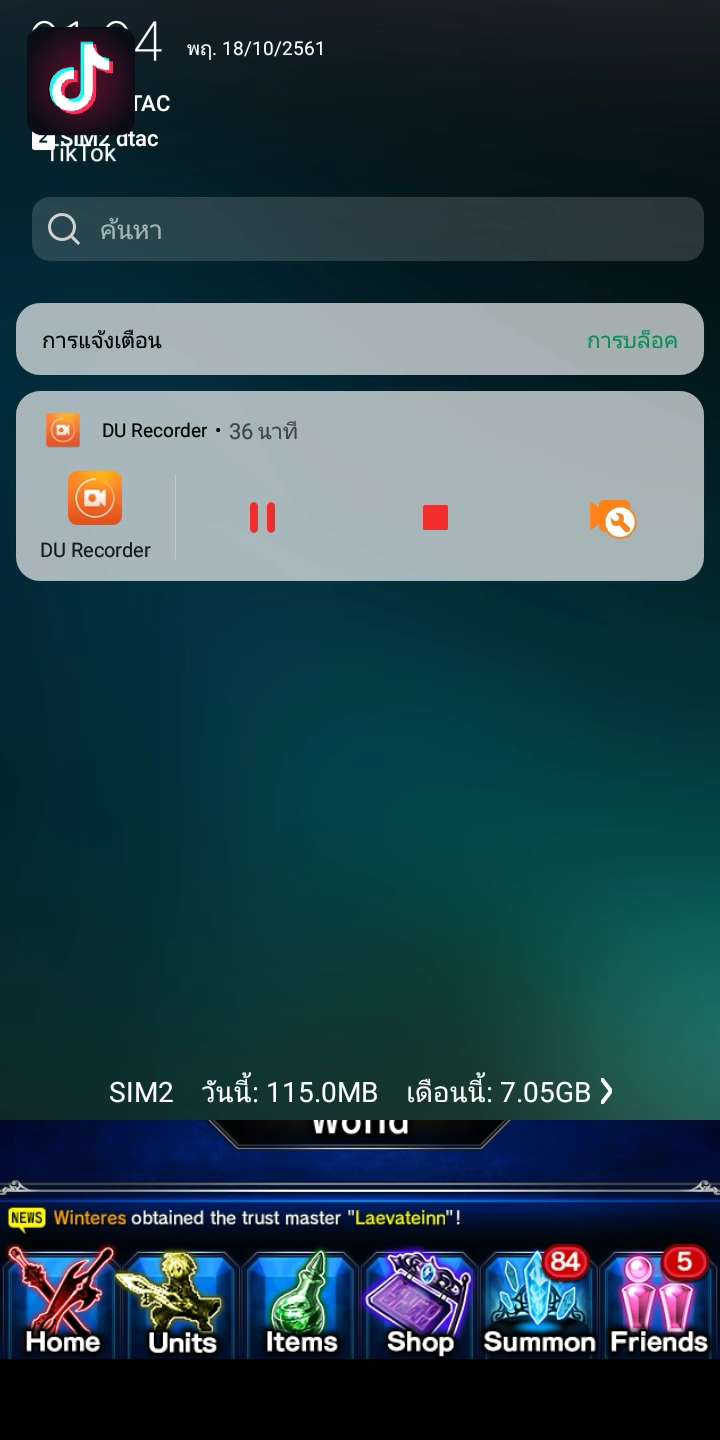 พฤ. 18/10/2561
TAC
2 SIM2 dtac
TikTok
ค้นหา
การแจ้งเตือน การบล็อค
DU Recorder • 36 นาที
DU Recorder
SIM2 วันนี้: 115.0MB เดือนนี้: 7.05GB
World
NEWS Winteres obtained the trust master "Laevateinn"!
84 5
Home Units Items Shop Summon Friends